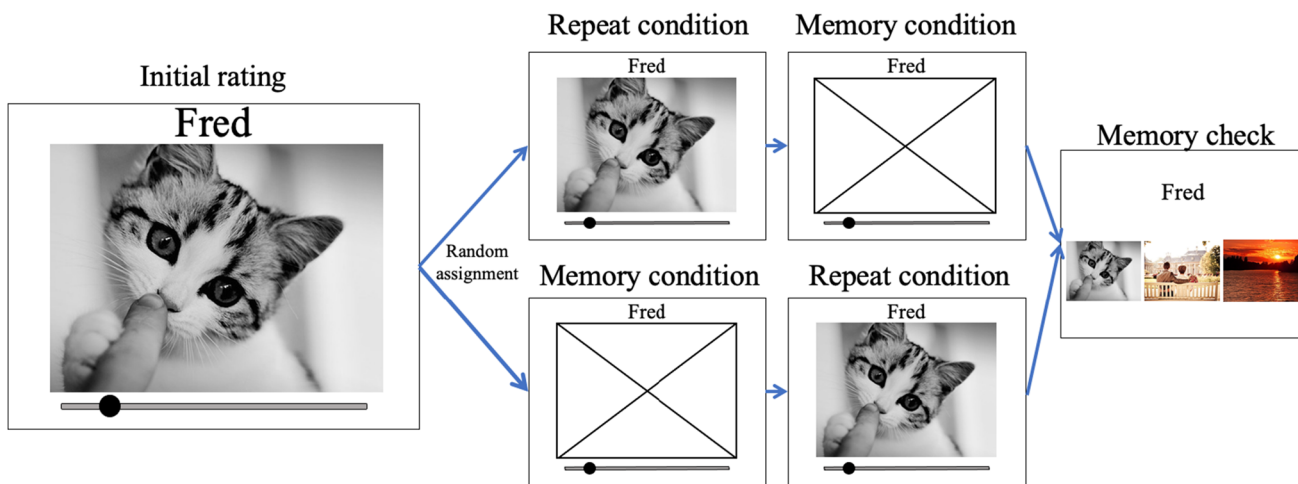 Initial rating
Fred
Random
assignment
Repeat condition
Fred
Memory condition
Fred
Memory condition
Fred
Repeat condition
Fred
Memory check
Fred